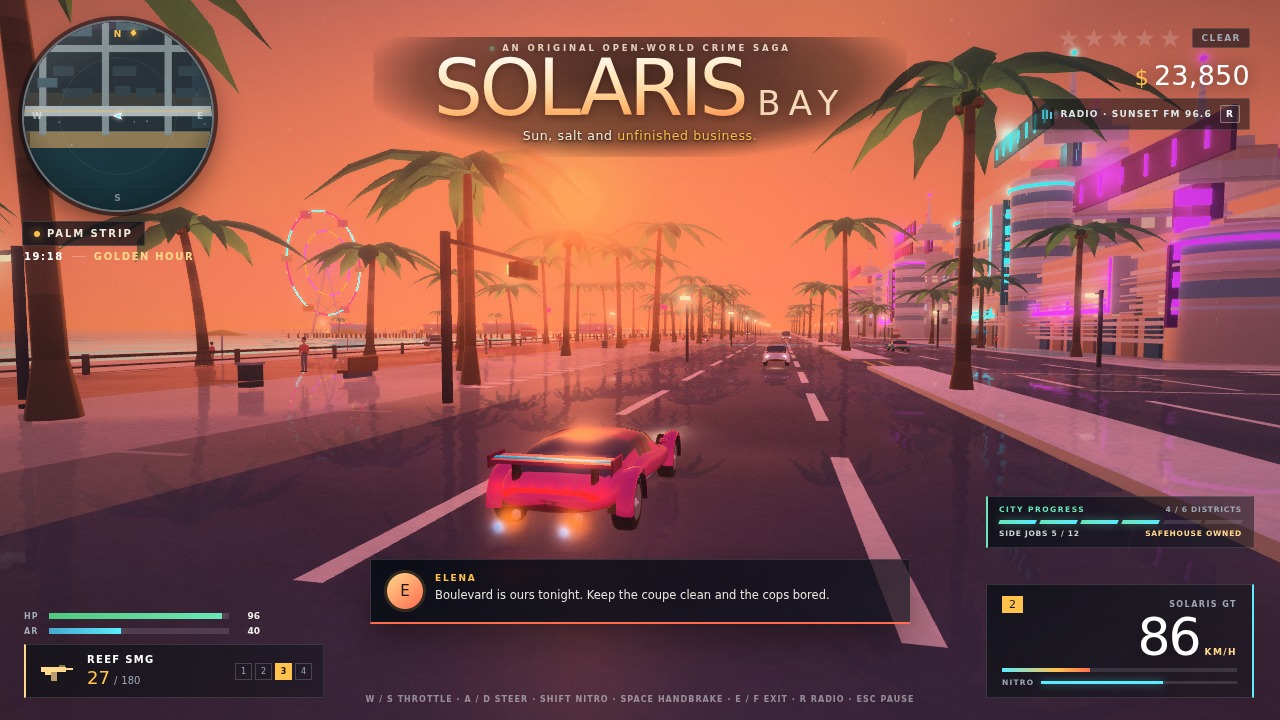 N
W
E
S
PALM STRIP
19:18 — GOLDEN HOUR
AN ORIGINAL OPEN-WORLD CRIME SAGA
SOLARIS BAY
Sun, salt and unfinished business.
★★★★★ CLEAR
$ 23,850
RADIO · SUNSET FM 96.6 R
CITY PROGRESS 4 / 6 DISTRICTS
SIDE JOBS 5 / 12 SAFEHOUSE OWNED
E
ELENA
Boulevard is ours tonight. Keep the coupe clean and the cops bored.
HP 96
AR 40
REEF SMG
27 / 180
1 2 3 4
2 SOLARIS GT
86 KM/H
NITRO
W / S THROTTLE · A / D STEER · SHIFT NITRO · SPACE HANDBRAKE · E / F EXIT · R RADIO · ESC PAUSE